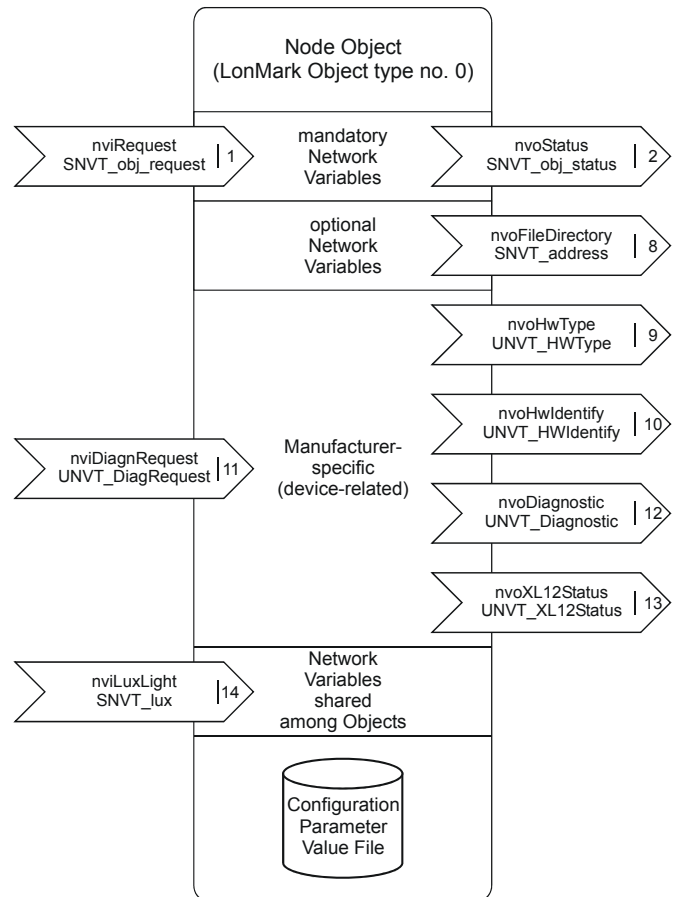 Node Object
(LonMark Object type no. 0)
nviRequest
SNVT_obj_request
1
mandatory
Network
Variables
nvoStatus
SNVT_obj_status
2
optional
Network
Variables
nvoFileDirectory
SNVT_address
8
nvoHwType
UNVT_HWType
9
nvoHwIdentify
UNVT_HWIdentify
10
nviDiagnRequest
UNVT_DiagRequest
11
Manufacturer-
specific
(device-related)
nvoDiagnostic
UNVT_Diagnostic
12
nvoXL12Status
UNVT_XL12Status
13
nviLuxLight
SNVT_lux
14
Network
Variables
shared
among Objects
Configuration
Parameter
Value File